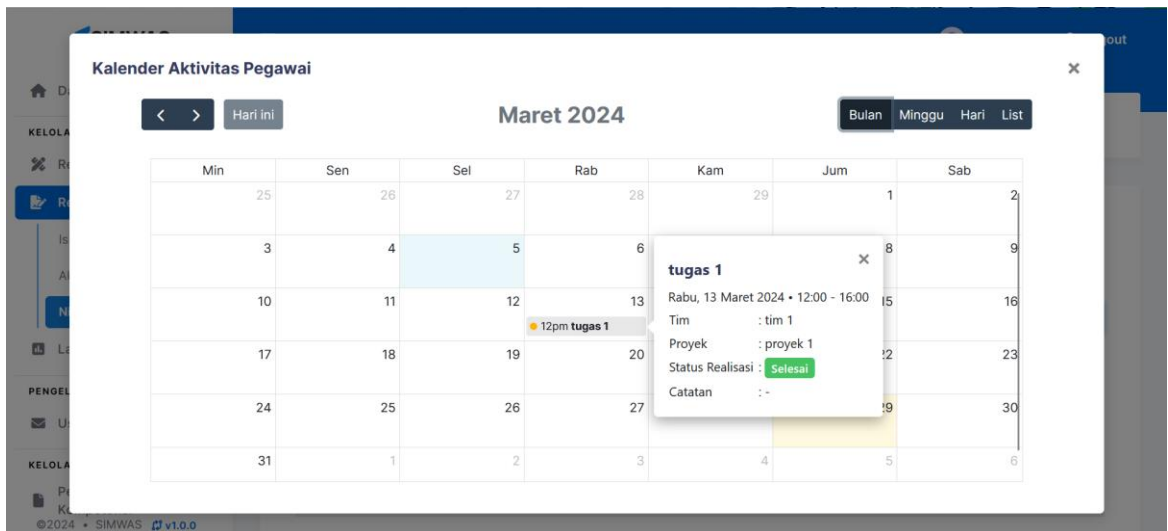 SIMWAS
out
Kalender Aktivitas Pegawai ×
< > Hari ini Maret 2024 Bulan Minggu Hari List
KELOLA
Min Sen Sel Rab Kam Jum Sab
25 26 27 28 29 1 2
3 4 5 6 8 9
tugas 1 ×
Rabu, 13 Maret 2024 • 12:00 - 16:00
Tim : tim 1
Proyek : proyek 1
Status Realisasi : Selesai
Catatan : -
10 11 12 13 15 16
12pm tugas 1
17 18 19 20 22 23
PENGEL
24 25 26 27 29 30
KELOLA
31 1 2 3 4 5 6
©2024 • SIMWAS v1.0.0